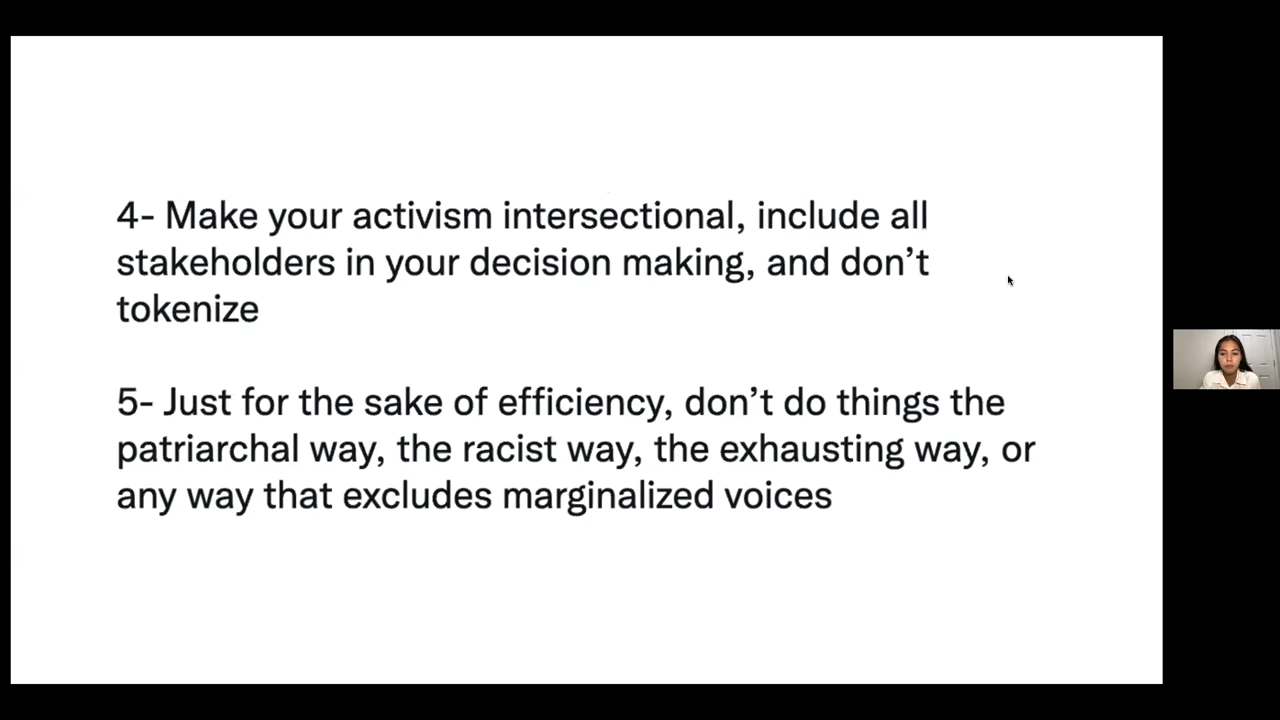 4- Make your activism intersectional, include all
stakeholders in your decision making, and don’t
tokenize
5- Just for the sake of efficiency, don’t do things the
patriarchal way, the racist way, the exhausting way, or
any way that excludes marginalized voices